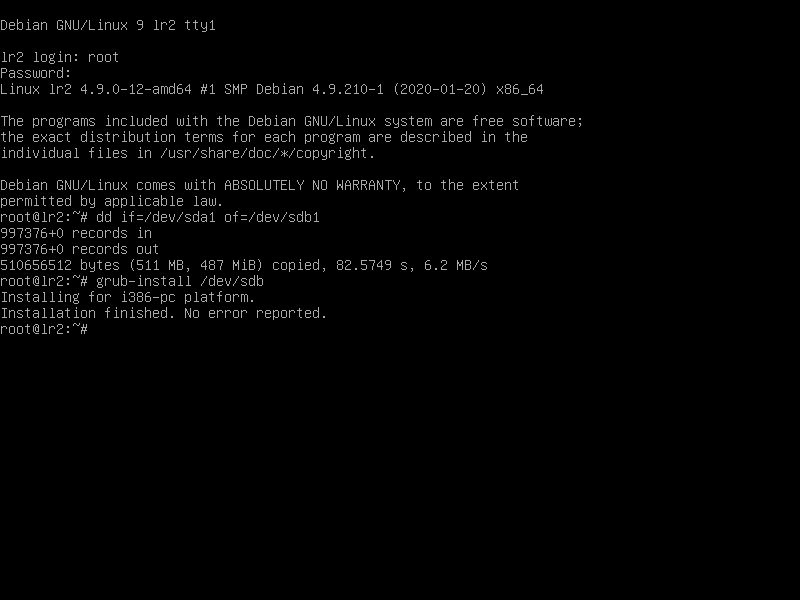 Debian GNU/Linux 9 lr2 tty1
lr2 login: root
Password:
Linux lr2 4.9.0-12-amd64 #1 SMP Debian 4.9.210-1 (2020-01-20) x86_64
The programs included with the Debian GNU/Linux system are free software;
the exact distribution terms for each program are described in the
individual files in /usr/share/doc/*/copyright.
Debian GNU/Linux comes with ABSOLUTELY NO WARRANTY, to the extent
permitted by applicable law.
root@lr2:~# dd if=/dev/sda1 of=/dev/sdb1
997376+0 records in
997376+0 records out
510656512 bytes (511 MB, 487 MiB) copied, 82.5749 s, 6.2 MB/s
root@lr2:~# grub-install /dev/sdb
Installing for i386-pc platform.
Installation finished. No error reported.
root@lr2:~#